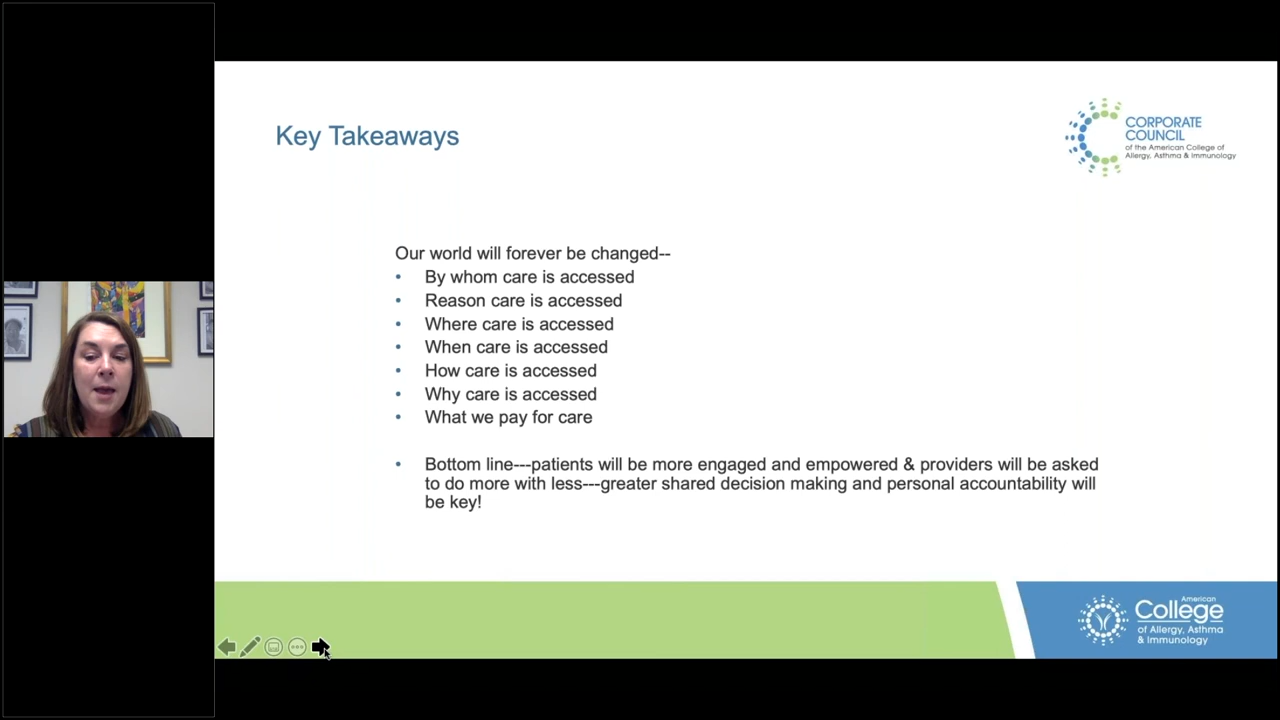 Key Takeaways
CORPORATE
COUNCIL
of the American College of
Allergy, Asthma & Immunology
Our world will forever be changed--
• By whom care is accessed
• Reason care is accessed
• Where care is accessed
• When care is accessed
• How care is accessed
• Why care is accessed
• What we pay for care
• Bottom line---patients will be more engaged and empowered & providers will be asked
to do more with less---greater shared decision making and personal accountability will
be key!
American
College
of Allergy, Asthma
& Immunology